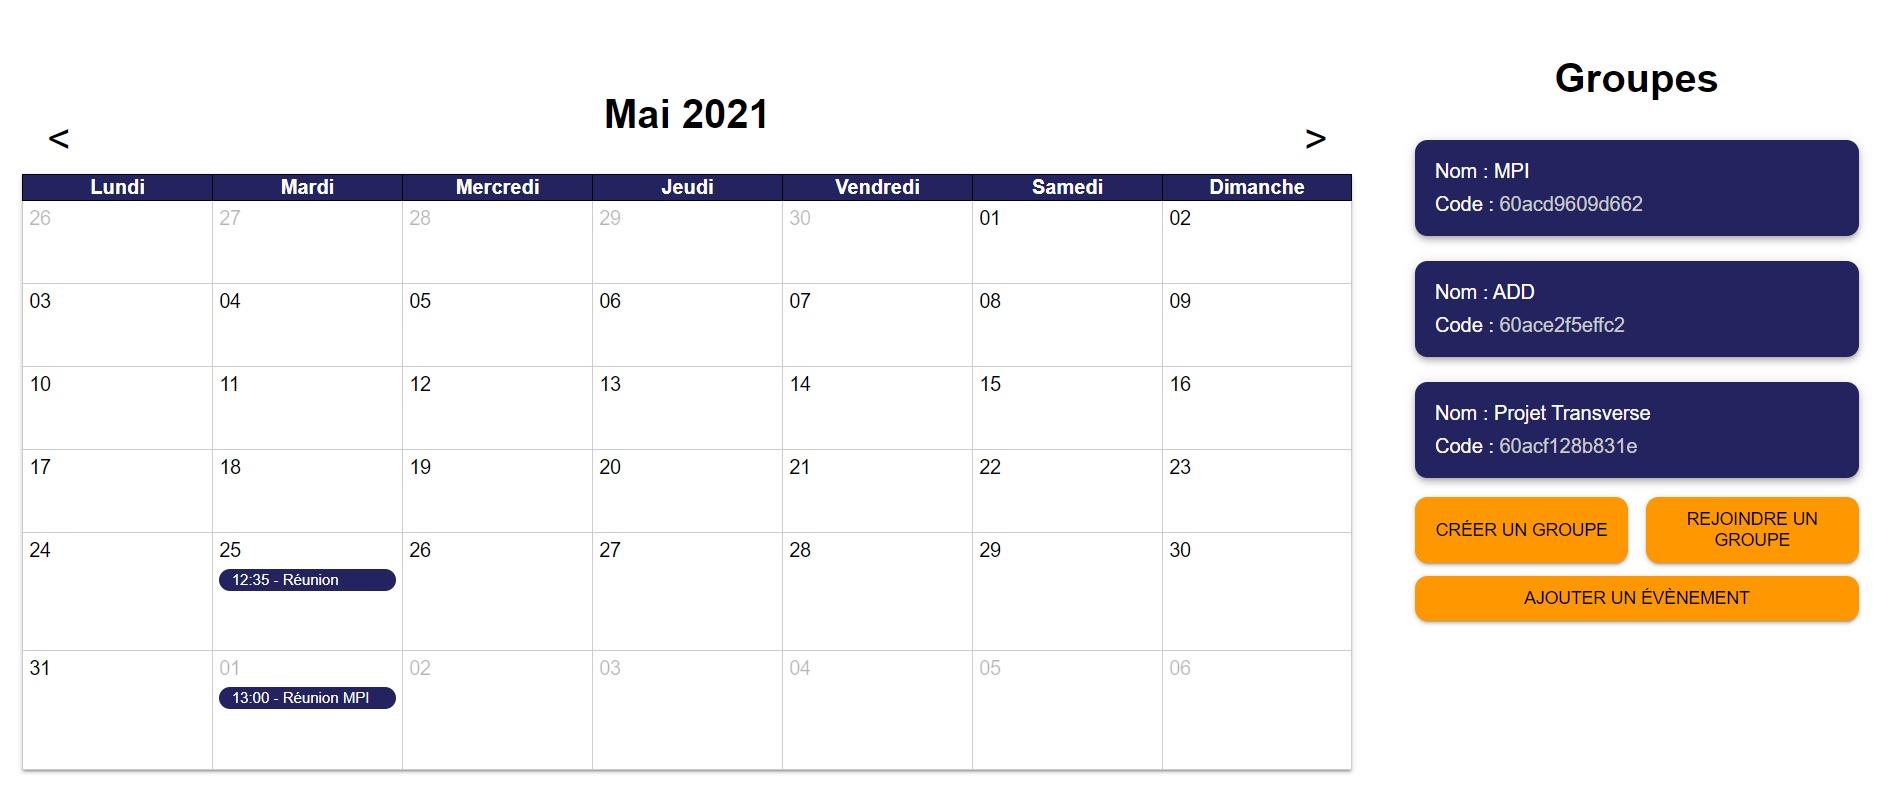 Mai 2021
<
>
Lundi Mardi Mercredi Jeudi Vendredi Samedi Dimanche
26 27 28 29 30 01 02
03 04 05 06 07 08 09
10 11 12 13 14 15 16
17 18 19 20 21 22 23
24 25 26 27 28 29 30
12:35 - Réunion
31 01 02 03 04 05 06
13:00 - Réunion MPI
Groupes
Nom : MPI
Code : 60acd9609d662
Nom : ADD
Code : 60ace2f5effc2
Nom : Projet Transverse
Code : 60acf128b831e
CRÉER UN GROUPE
REJOINDRE UN
GROUPE
AJOUTER UN ÉVÈNEMENT